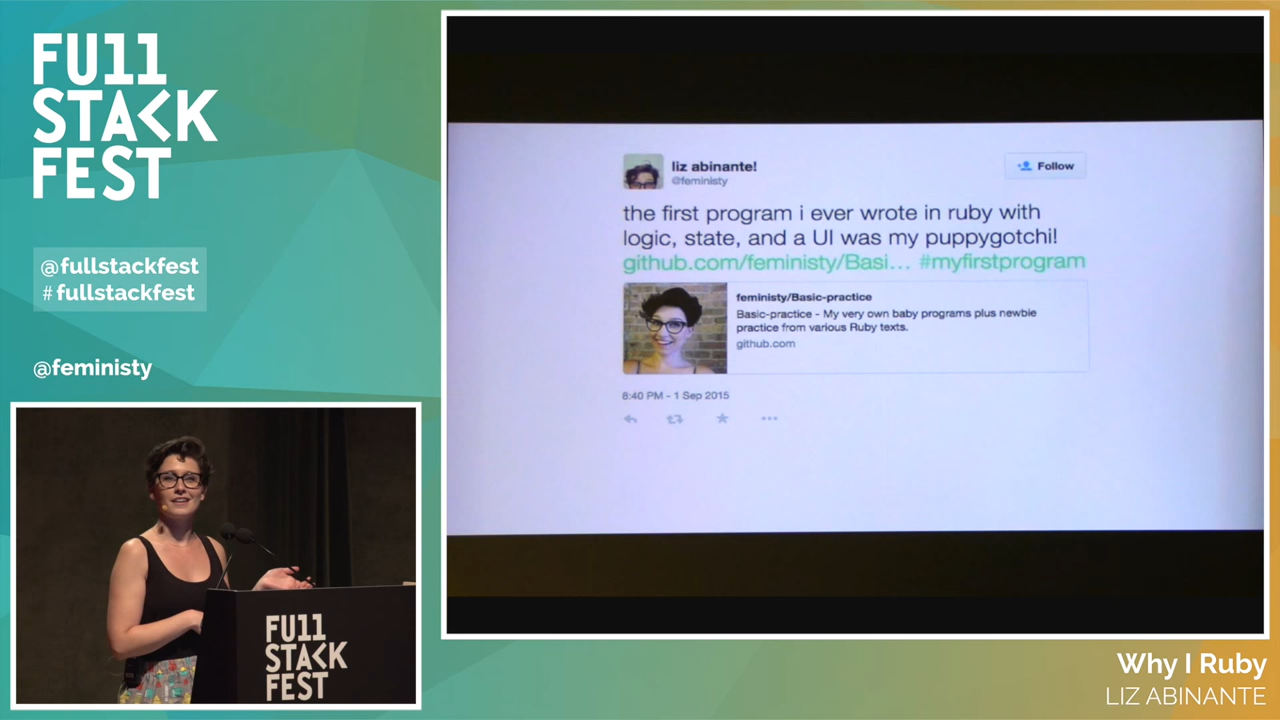 FU11
STACK
FEST
@fullstackfest
# fullstackfest
@feministy
liz abinante!
@feministy
Follow
the first program i ever wrote in ruby with
logic, state, and a UI was my puppygotchi!
github.com/feministy/Basi... #myfirstprogram
feministy/Basic-practice
Basic-practice - My very own baby programs plus newbie
practice from various Ruby texts.
github.com
8:40 PM - 1 Sep 2015
FU11
STACK
FEST
Why I Ruby
LIZ ABINANTE